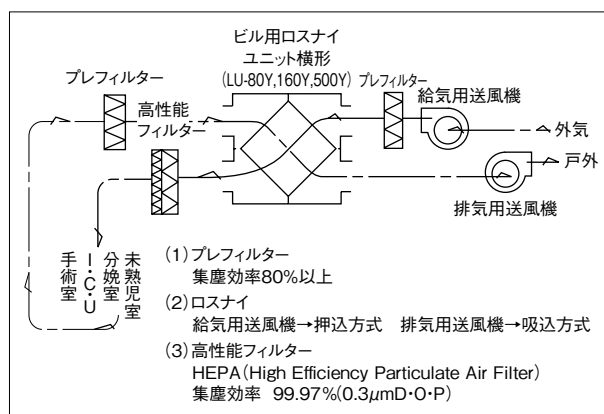 ビル用ロスナイ
ユニット横形
(LU-80Y,160Y,500Y)
プレフィルター
プレフィルター
給気用送風機
高性能
フィルター
外気
戸外
排気用送風機
未熟児室
分娩室
I・C・U
手術室
(1)プレフィルター
集塵効率80%以上
(2)ロスナイ
給気用送風機→押込方式　排気用送風機→吸込方式
(3)高性能フィルター
HEPA(High Efficiency Particulate Air Filter)
集塵効率　99.97%(0.3μmD・O・P)